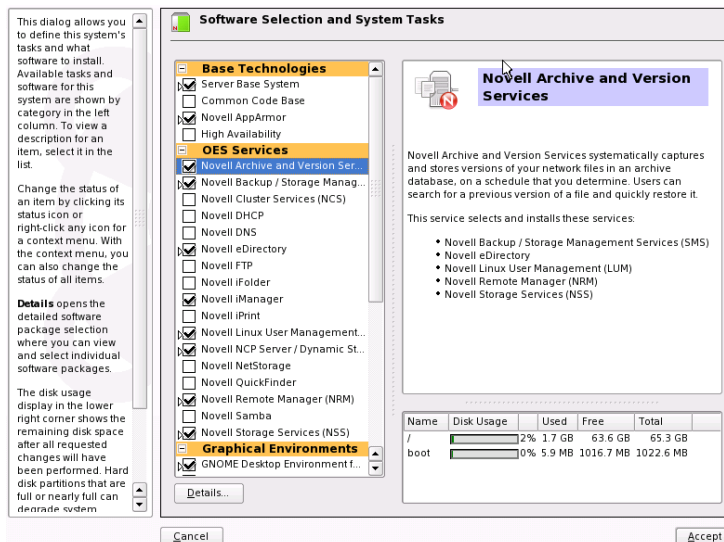 This dialog allows you
to define this system's
tasks and what
software to install.
Available tasks and
software for this
system are shown by
category in the left
column. To view a
description for an
item, select it in the
list.
Change the status of
an item by clicking its
status icon or
right-click any icon for
a context menu. With
the context menu, you
can also change the
status of all items.
Details opens the
detailed software
package selection
where you can view
and select individual
software packages.
The disk usage
display in the lower
right corner shows the
remaining disk space
after all requested
changes will have
been performed. Hard
disk partitions that are
full or nearly full can
degrade system
Software Selection and System Tasks
Base Technologies
Server Base System
Common Code Base
Novell AppArmor
High Availability
OES Services
Novell Archive and Version Ser...
Novell Backup / Storage Manag...
Novell Cluster Services (NCS)
Novell DHCP
Novell DNS
Novell eDirectory
Novell FTP
Novell iFolder
Novell iManager
Novell iPrint
Novell Linux User Management...
Novell NCP Server / Dynamic St...
Novell NetStorage
Novell QuickFinder
Novell Remote Manager (NRM)
Novell Samba
Novell Storage Services (NSS)
Graphical Environments
GNOME Desktop Environment f...
Details...
Novell Archive and Version
Services
Novell Archive and Version Services systematically captures
and stores versions of your network files in an archive
database, on a schedule that you determine. Users can
search for a previous version of a file and quickly restore it.
This service selects and installs these services:
• Novell Backup / Storage Management Services (SMS)
• Novell eDirectory
• Novell Linux User Management (LUM)
• Novell Remote Manager (NRM)
• Novell Storage Services (NSS)
Name Disk Usage Used Free Total
/ 2% 1.7 GB 63.6 GB 65.3 GB
boot 0% 5.9 MB 1016.7 MB 1022.6 MB
Cancel
Accept